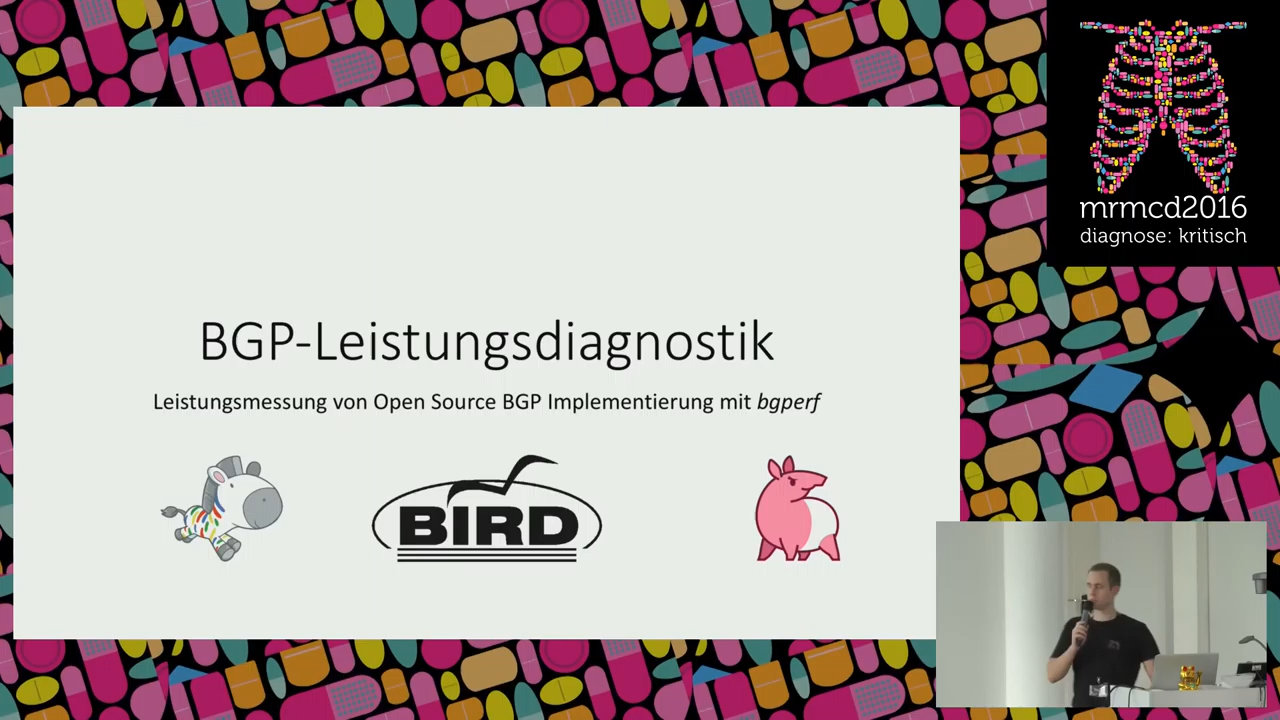 mrmcd2016
diagnose: kritisch
BGP-Leistungsdiagnostik
Leistungsmessung von Open Source BGP Implementierung mit bgperf
BIRD